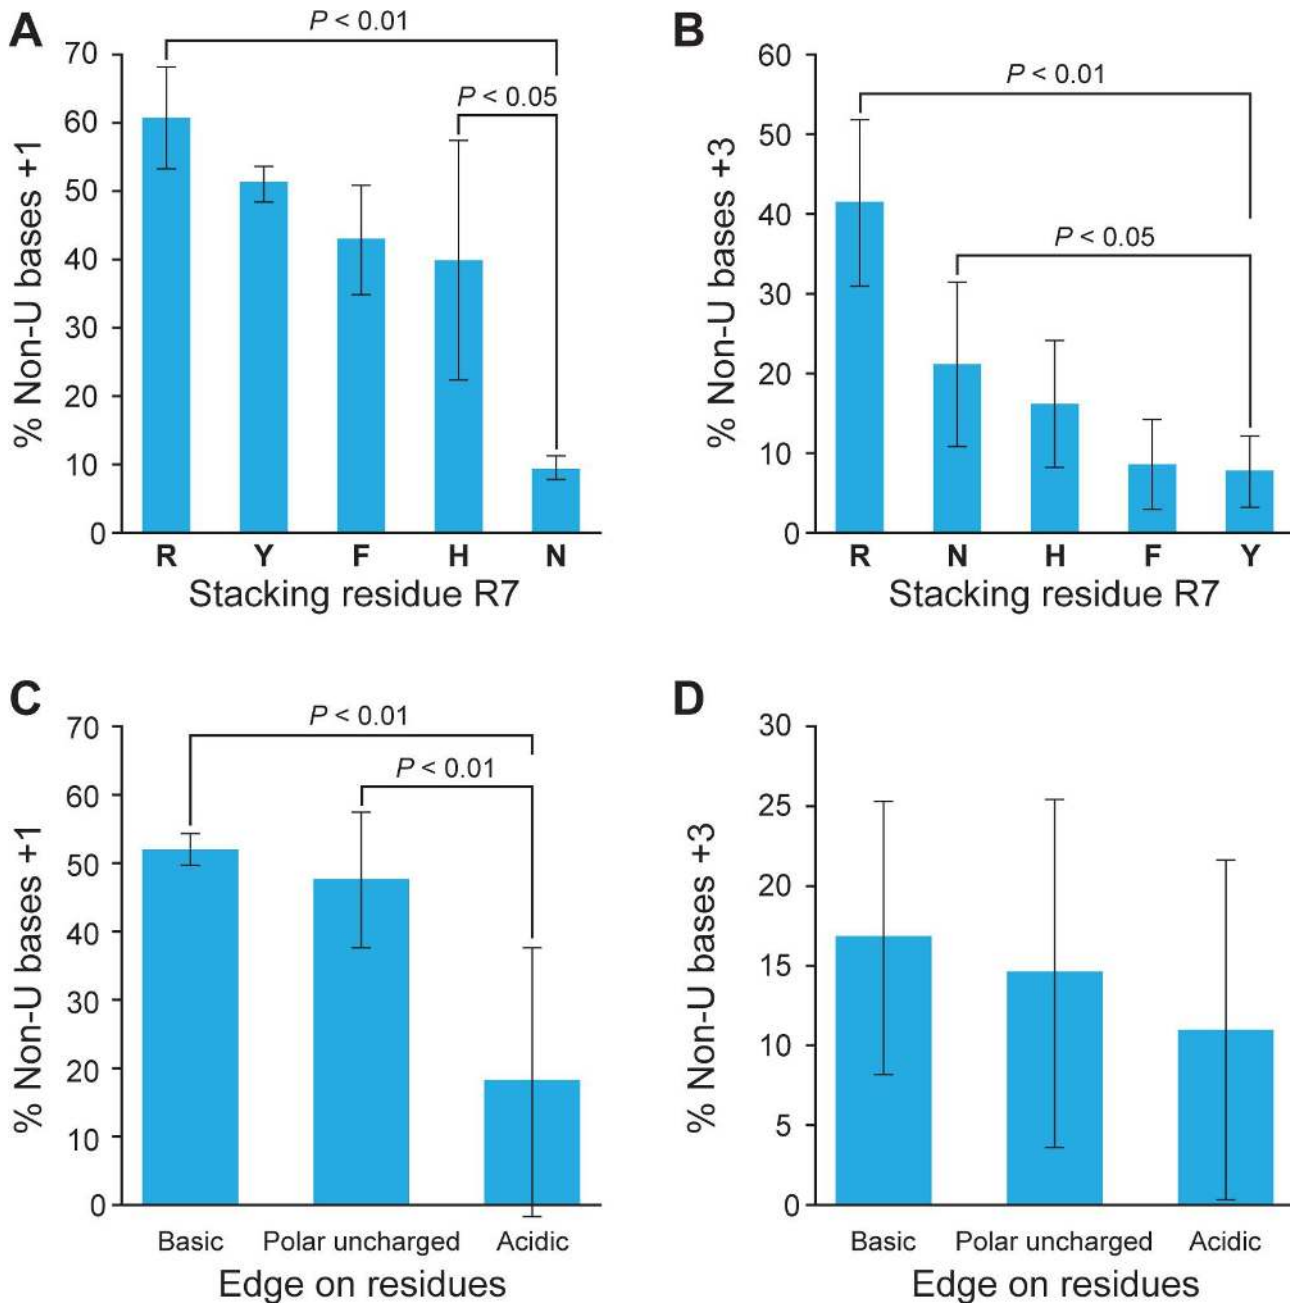 A
P < 0.01
P < 0.05
% Non-U bases +1
70
60
50
40
30
20
10
0
R Y F H N
Stacking residue R7
B
P < 0.01
P < 0.05
% Non-U bases +3
60
50
40
30
20
10
0
R N H F Y
Stacking residue R7
C
P < 0.01
P < 0.01
% Non-U bases +1
70
60
50
40
30
20
10
0
Basic Polar uncharged Acidic
Edge on residues
D
% Non-U bases +3
30
25
20
15
10
5
0
Basic Polar uncharged Acidic
Edge on residues